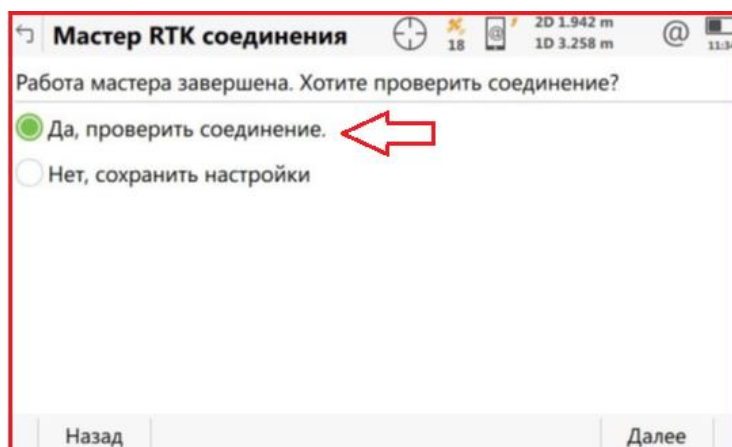 Мастер RTK соединения
18
@
2D 1.942 m
1D 3.258 m
@
Работа мастера завершена. Хотите проверить соединение?
Да, проверить соединение.
Нет, сохранить настройки
Назад
Далее